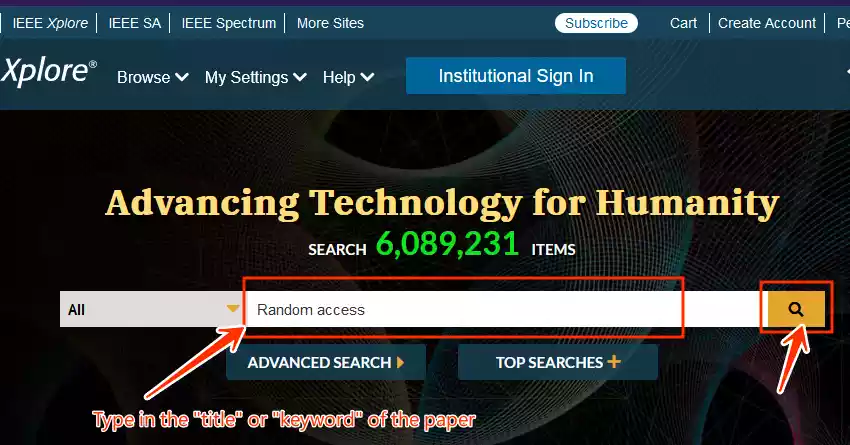 IEEE Xplore | IEEE SA | IEEE Spectrum | More Sites Subscribe Cart | Create Account | Pe
Xplore® Browse My Settings Help Institutional Sign In
Advancing Technology for Humanity
SEARCH 6,089,231 ITEMS
All Random access
ADVANCED SEARCH TOP SEARCHES +
Type in the "title" or "keyword" of the paper